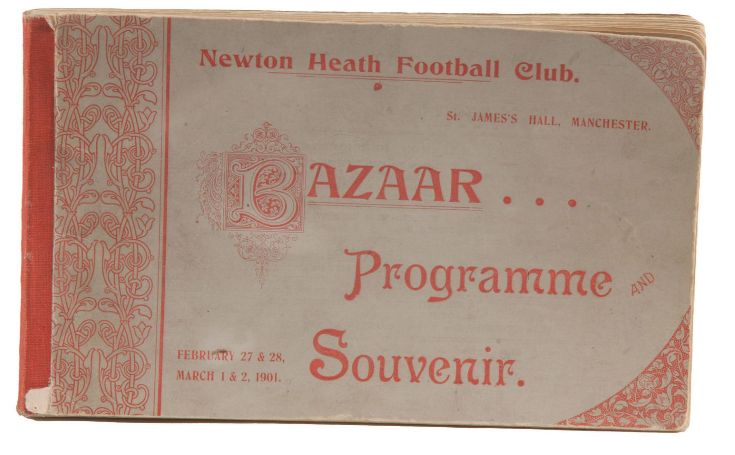 Newton Heath Football Club.
St. JAMES'S HALL, MANCHESTER.
BAZAAR . . .
Programme AND
Souvenir.
FEBRUARY 27 & 28,
MARCH 1 & 2, 1901.